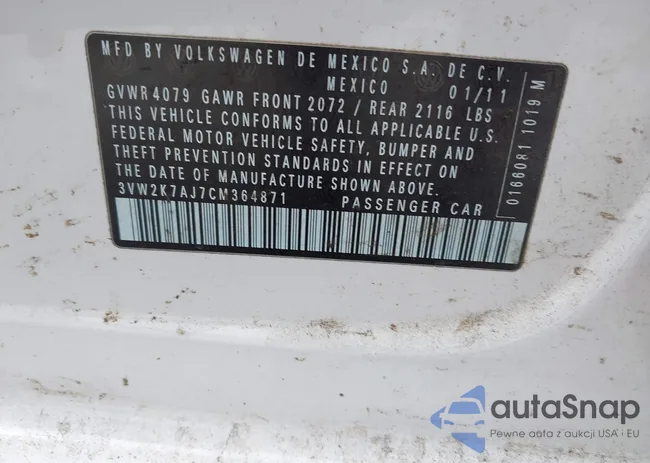 MFD BY VOLKSWAGEN DE MEXICO S.A. DE C.V.
MEXICO 01/11
GVWR 4079 GAWR FRONT 2072 / REAR 2116 LBS
THIS VEHICLE CONFORMS TO ALL APPLICABLE U.S.
FEDERAL MOTOR VEHICLE SAFETY, BUMPER AND
THEFT PREVENTION STANDARDS IN EFFECT ON
THE DATE OF MANUFACTURE SHOWN ABOVE.
3VW2K7AJ7CM364871 PASSENGER CAR
0166081 1019 M
autaSnap
Pewne auta z aukcji USA i EU